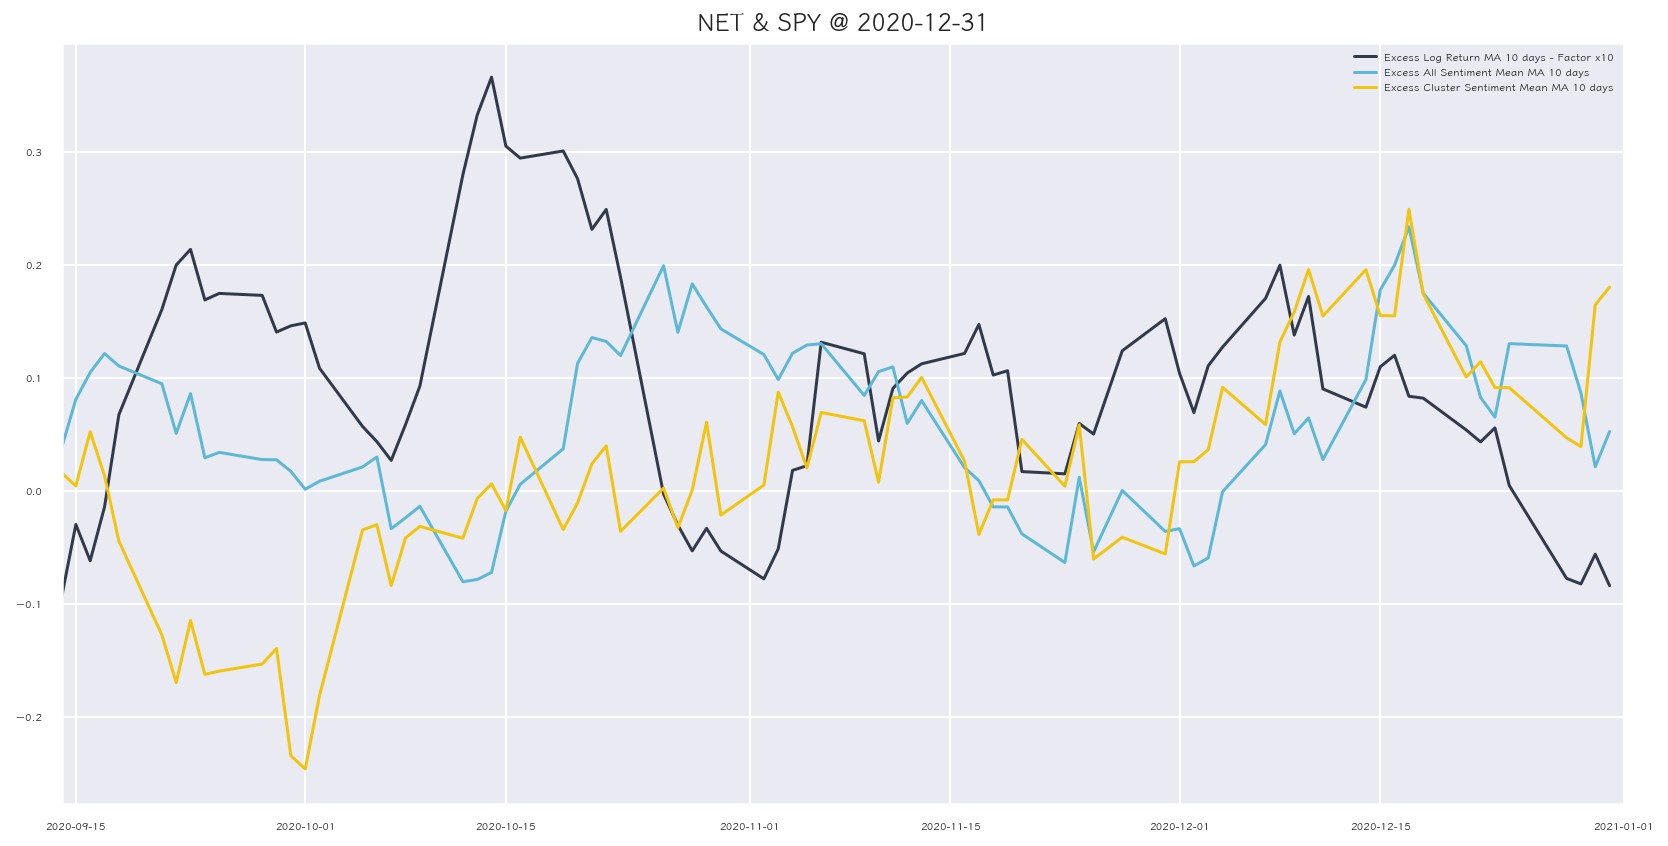 NET & SPY @ 2020-12-31
Excess Log Return MA 10 days - Factor x10
Excess All Sentiment Mean MA 10 days
Excess Cluster Sentiment Mean MA 10 days
0.3
0.2
0.1
0.0
−0.1
−0.2
2020-09-15 2020-10-01 2020-10-15 2020-11-01 2020-11-15 2020-12-01 2020-12-15 2021-01-01